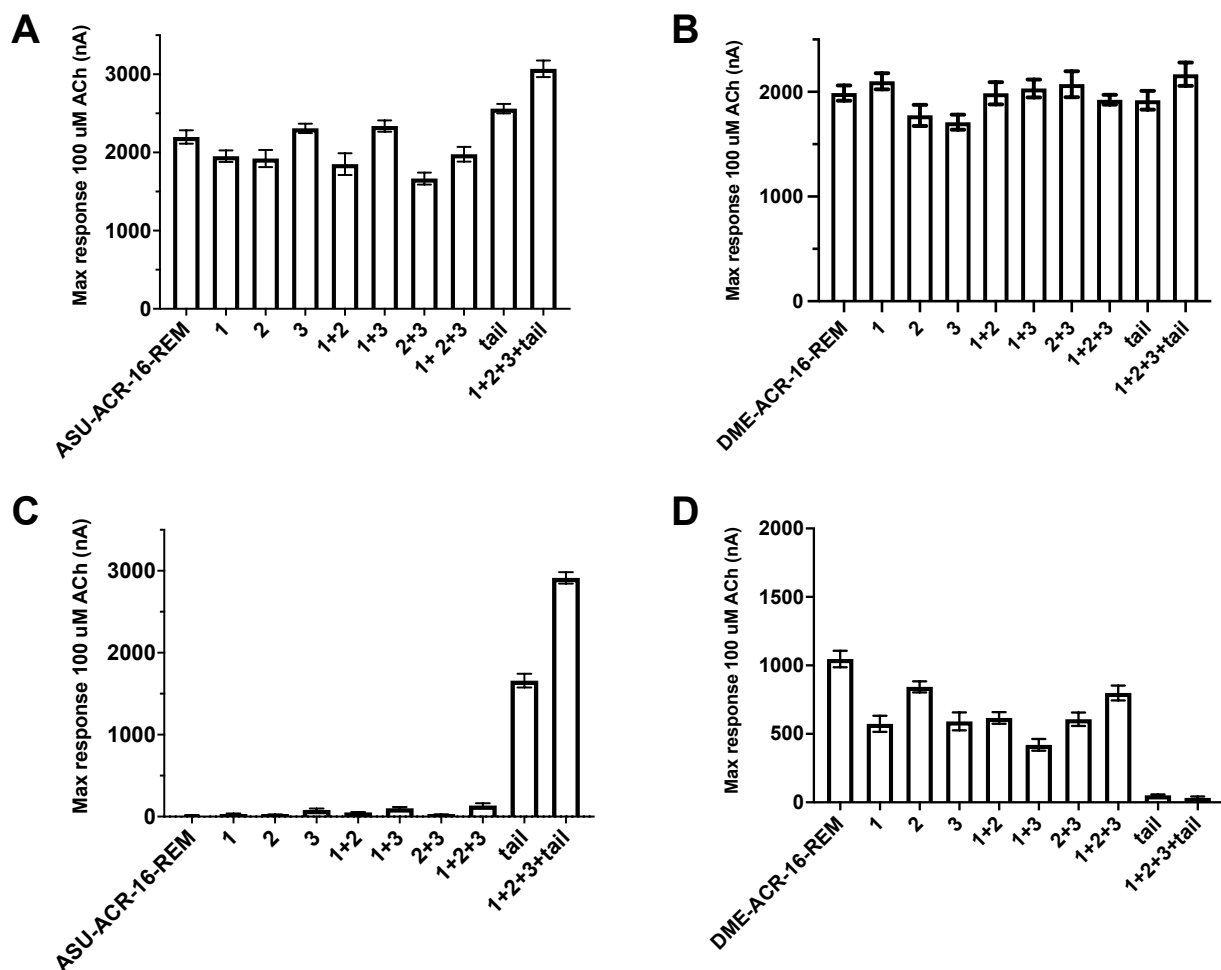 A
Max response 100 uM ACh (nA)
3000
2000
1000
0
ASU-ACR-16-REM
1
2
3
1+2
1+3
2+3
1+2+3
tail
1+2+3+tail
B
Max response 100 uM ACh (nA)
2000
1000
0
DME-ACR-16-REM
1
2
3
1+2
1+3
2+3
1+2+3
tail
1+2+3+tail
C
Max response 100 uM ACh (nA)
3000
2000
1000
0
ASU-ACR-16-REM
1
2
3
1+2
1+3
2+3
1+2+3
tail
1+2+3+tail
D
Max response 100 uM ACh (nA)
2000
1500
1000
500
0
DME-ACR-16-REM
1
2
3
1+2
1+3
2+3
1+2+3
tail
1+2+3+tail